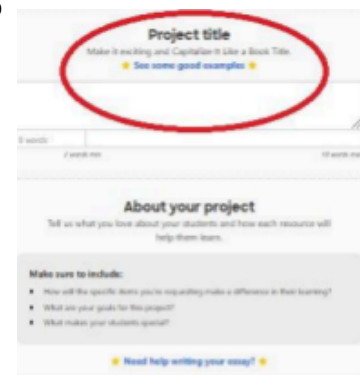 Project title
Make it exciting and Capitalize It Like a Book Title.
See some good examples
0 words
2 words min
10 words max
About your project
Tell us what you love about your students and how each resource will
help them learn.
Make sure to include:
How will the specific items you're requesting make a difference in their learning?
What are your goals for this project?
What makes your students special?
Need help writing your essay?